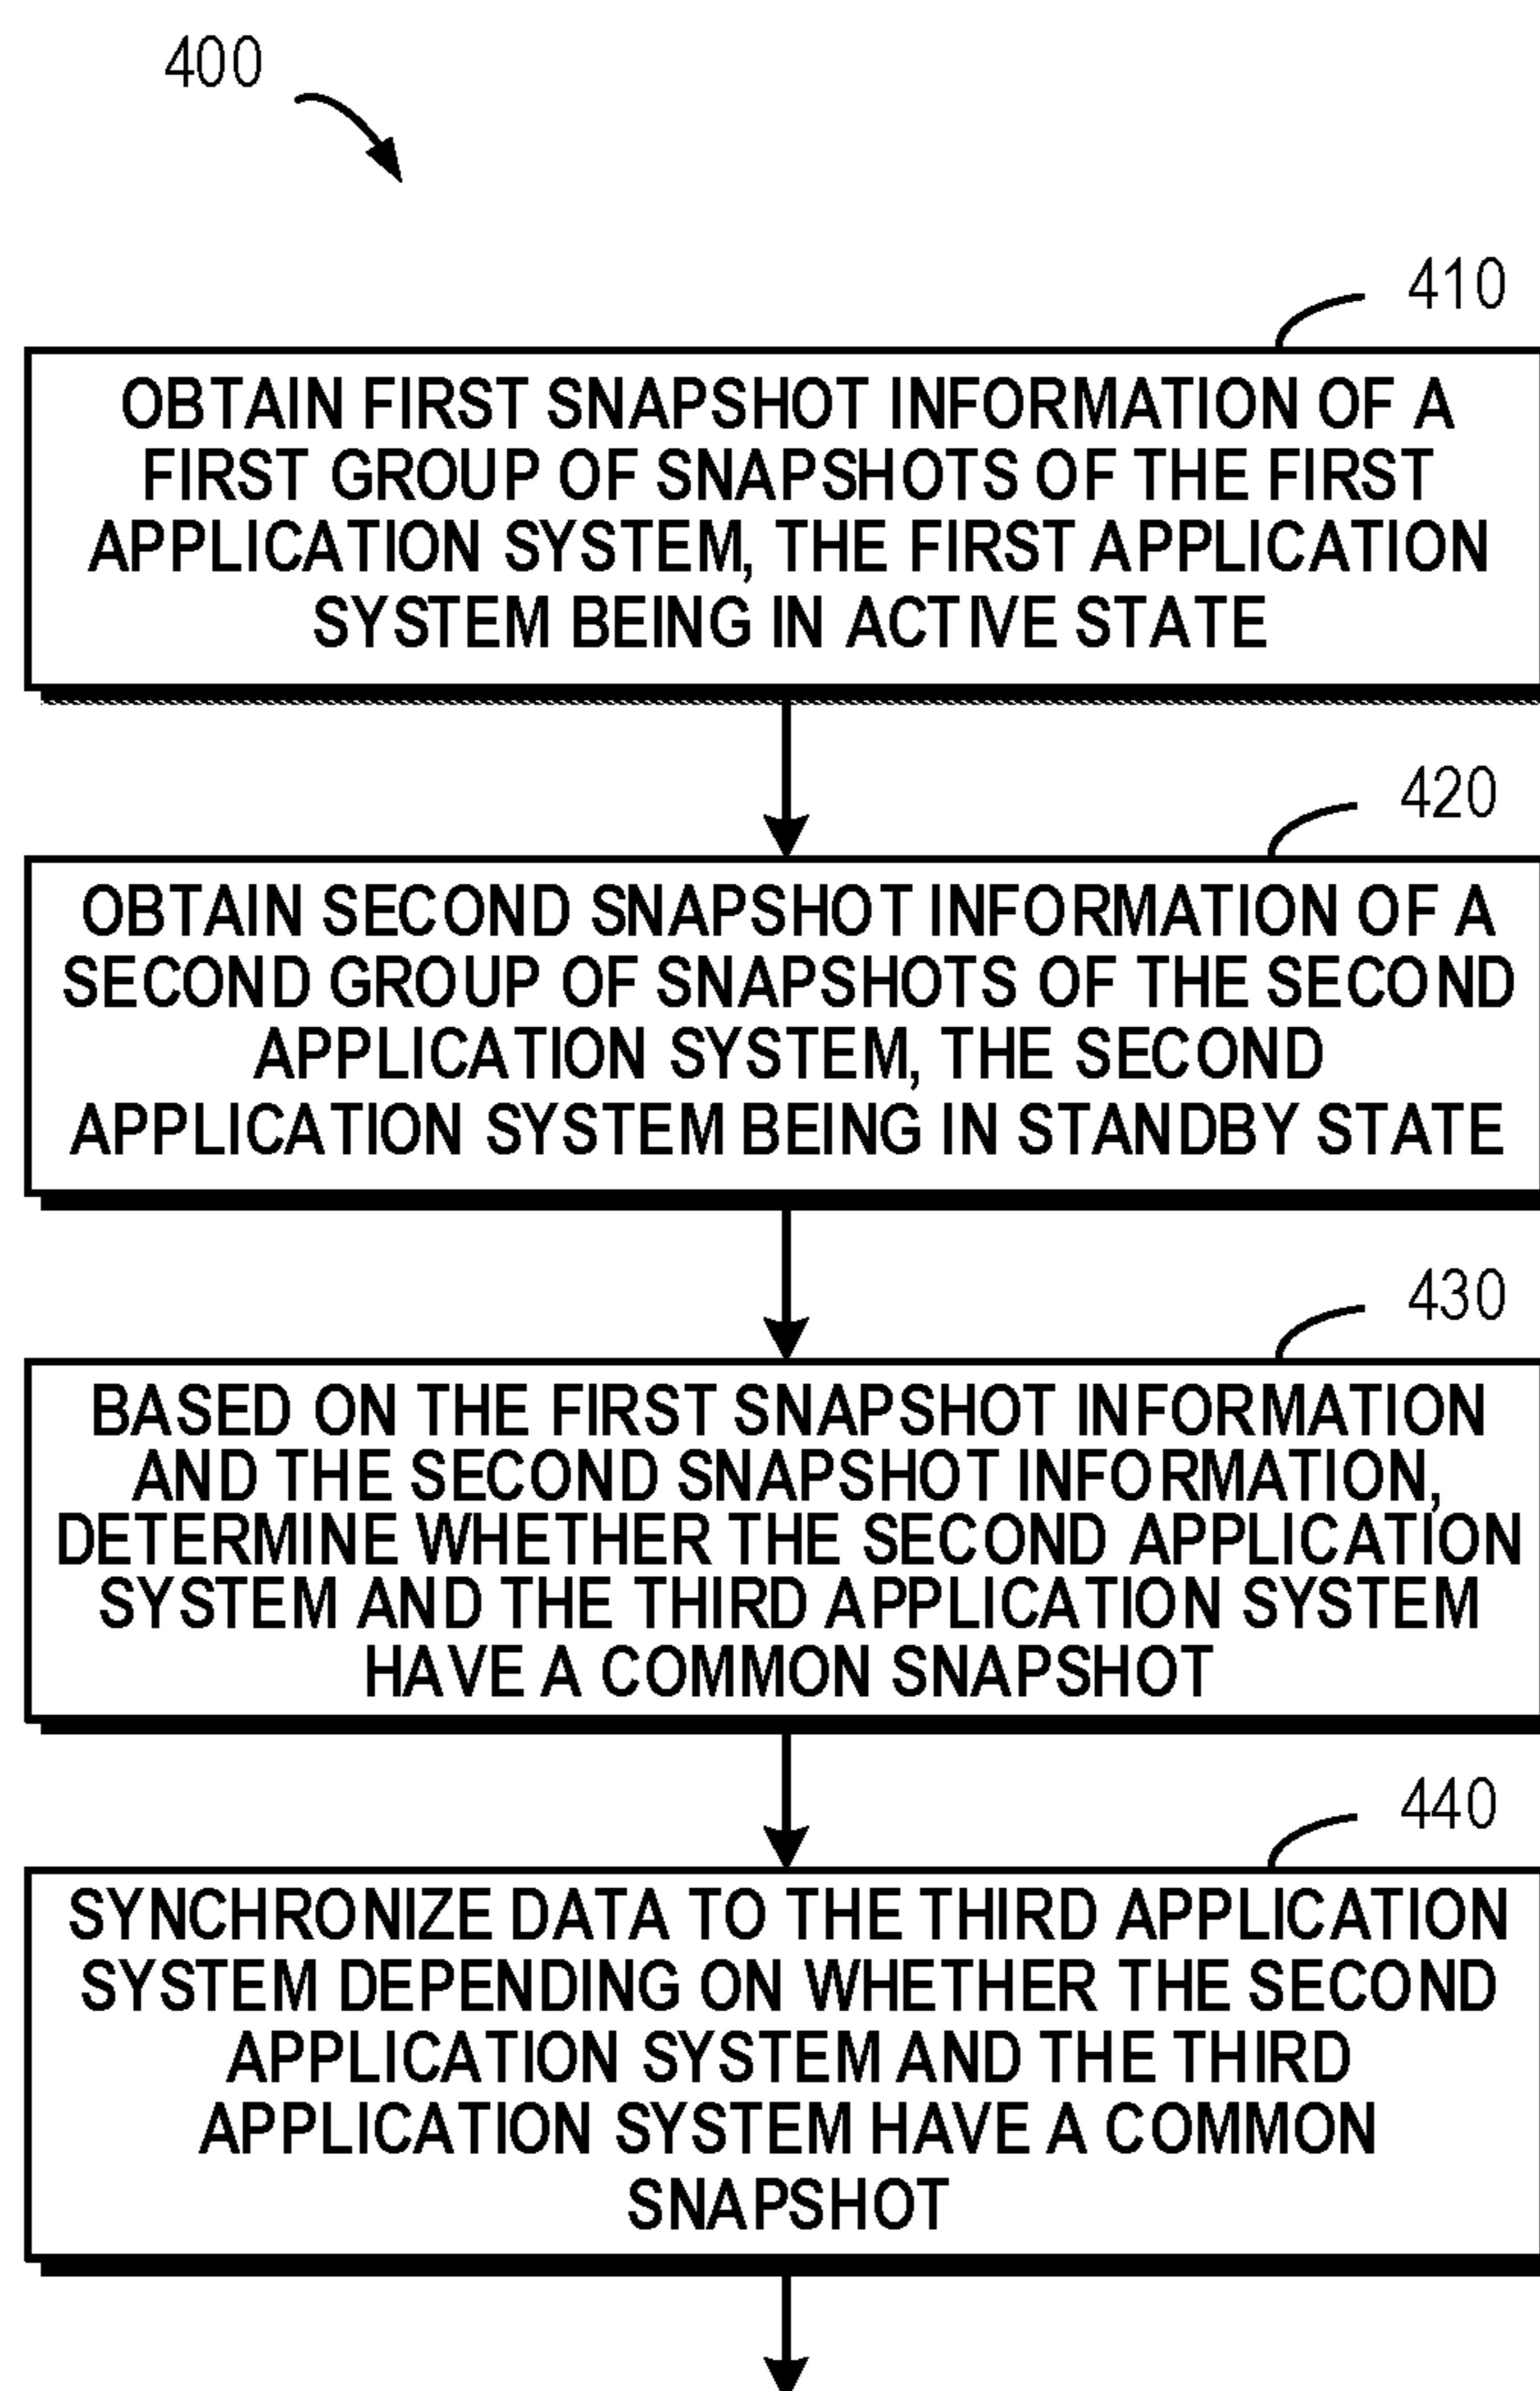 400
410
OBTAIN FIRST SNAPSHOT INFORMATION OF A
FIRST GROUP OF SNAPSHOTS OF THE FIRST
APPLICATION SYSTEM, THE FIRST APPLICATION
SYSTEM BEING IN ACTIVE STATE
420
OBTAIN SECOND SNAPSHOT INFORMATION OF A
SECOND GROUP OF SNAPSHOTS OF THE SECOND
APPLICATION SYSTEM, THE SECOND
APPLICATION SYSTEM BEING IN STANDBY STATE
430
BASED ON THE FIRST SNAPSHOT INFORMATION
AND THE SECOND SNAPSHOT INFORMATION,
DETERMINE WHETHER THE SECOND APPLICATION
SYSTEM AND THE THIRD APPLICATION SYSTEM
HAVE A COMMON SNAPSHOT
440
SYNCHRONIZE DATA TO THE THIRD APPLICATION
SYSTEM DEPENDING ON WHETHER THE SECOND
APPLICATION SYSTEM AND THE THIRD
APPLICATION SYSTEM HAVE A COMMON
SNAPSHOT